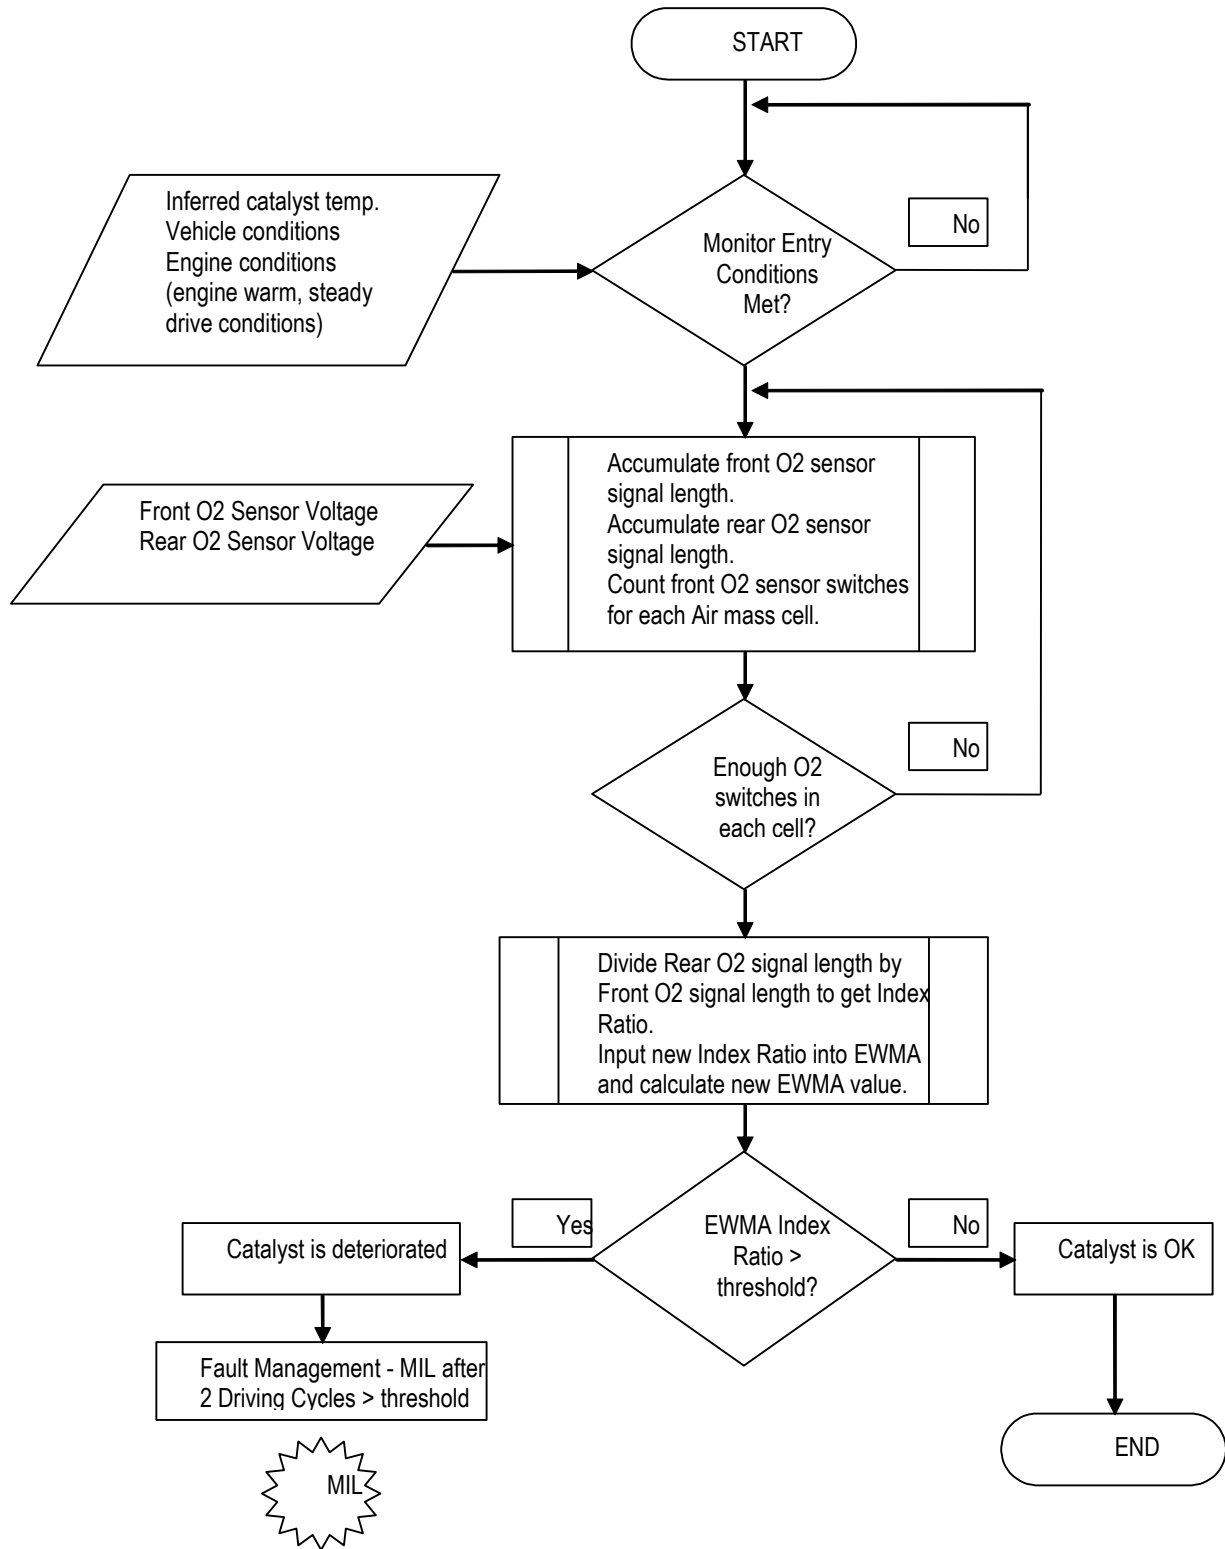 START
Inferred catalyst temp.
Vehicle conditions
Engine conditions
(engine warm, steady
drive conditions)
Monitor Entry
Conditions
Met?
No
Front O2 Sensor Voltage
Rear O2 Sensor Voltage
Accumulate front O2 sensor
signal length.
Accumulate rear O2 sensor
signal length.
Count front O2 sensor switches
for each Air mass cell.
Enough O2
switches in
each cell?
No
Divide Rear O2 signal length by
Front O2 signal length to get Index
Ratio.
Input new Index Ratio into EWMA
and calculate new EWMA value.
EWMA Index
Ratio >
threshold?
Yes
No
Catalyst is deteriorated
Catalyst is OK
Fault Management - MIL after
2 Driving Cycles > threshold
MIL
END